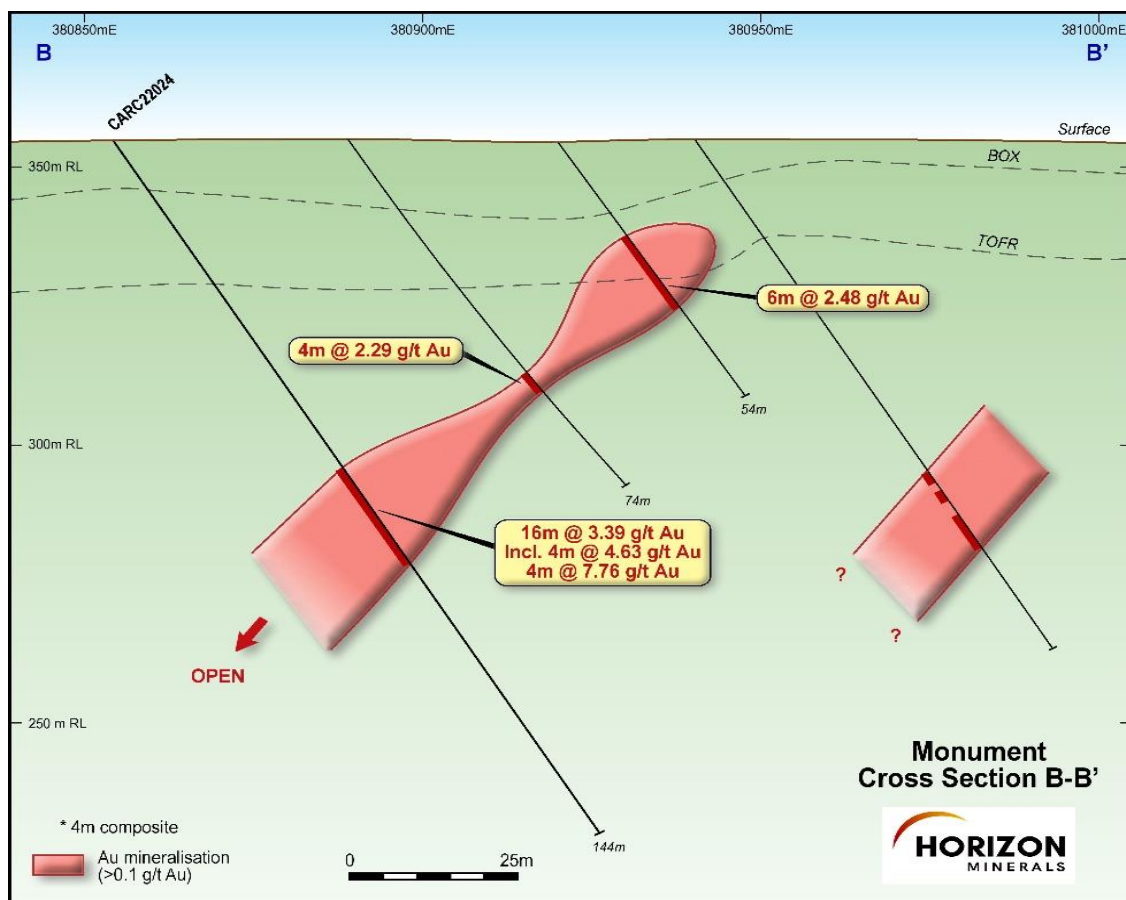 380850mE
380900mE
380950mE
381000mE
B
B'
CARC22024
Surface
350m RL
BOX
TOFR
6m @ 2.48 g/t Au
4m @ 2.29 g/t Au
54m
300m RL
74m
16m @ 3.39 g/t Au
Incl. 4m @ 4.63 g/t Au
4m @ 7.76 g/t Au
?
?
OPEN
250 m RL
Monument
Cross Section B-B'
* 4m composite
144m
Au mineralisation
(>0.1 g/t Au)
0
25m
HORIZON
MINERALS